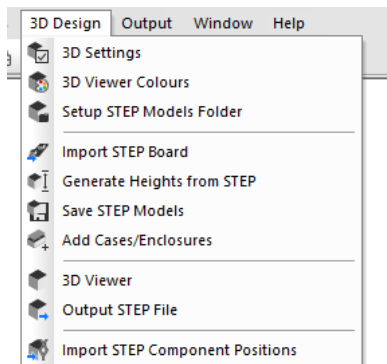 3D Design Output Window Help
3D Settings
3D Viewer Colours
Setup STEP Models Folder
Import STEP Board
Generate Heights from STEP
Save STEP Models
Add Cases/Enclosures
3D Viewer
Output STEP File
Import STEP Component Positions